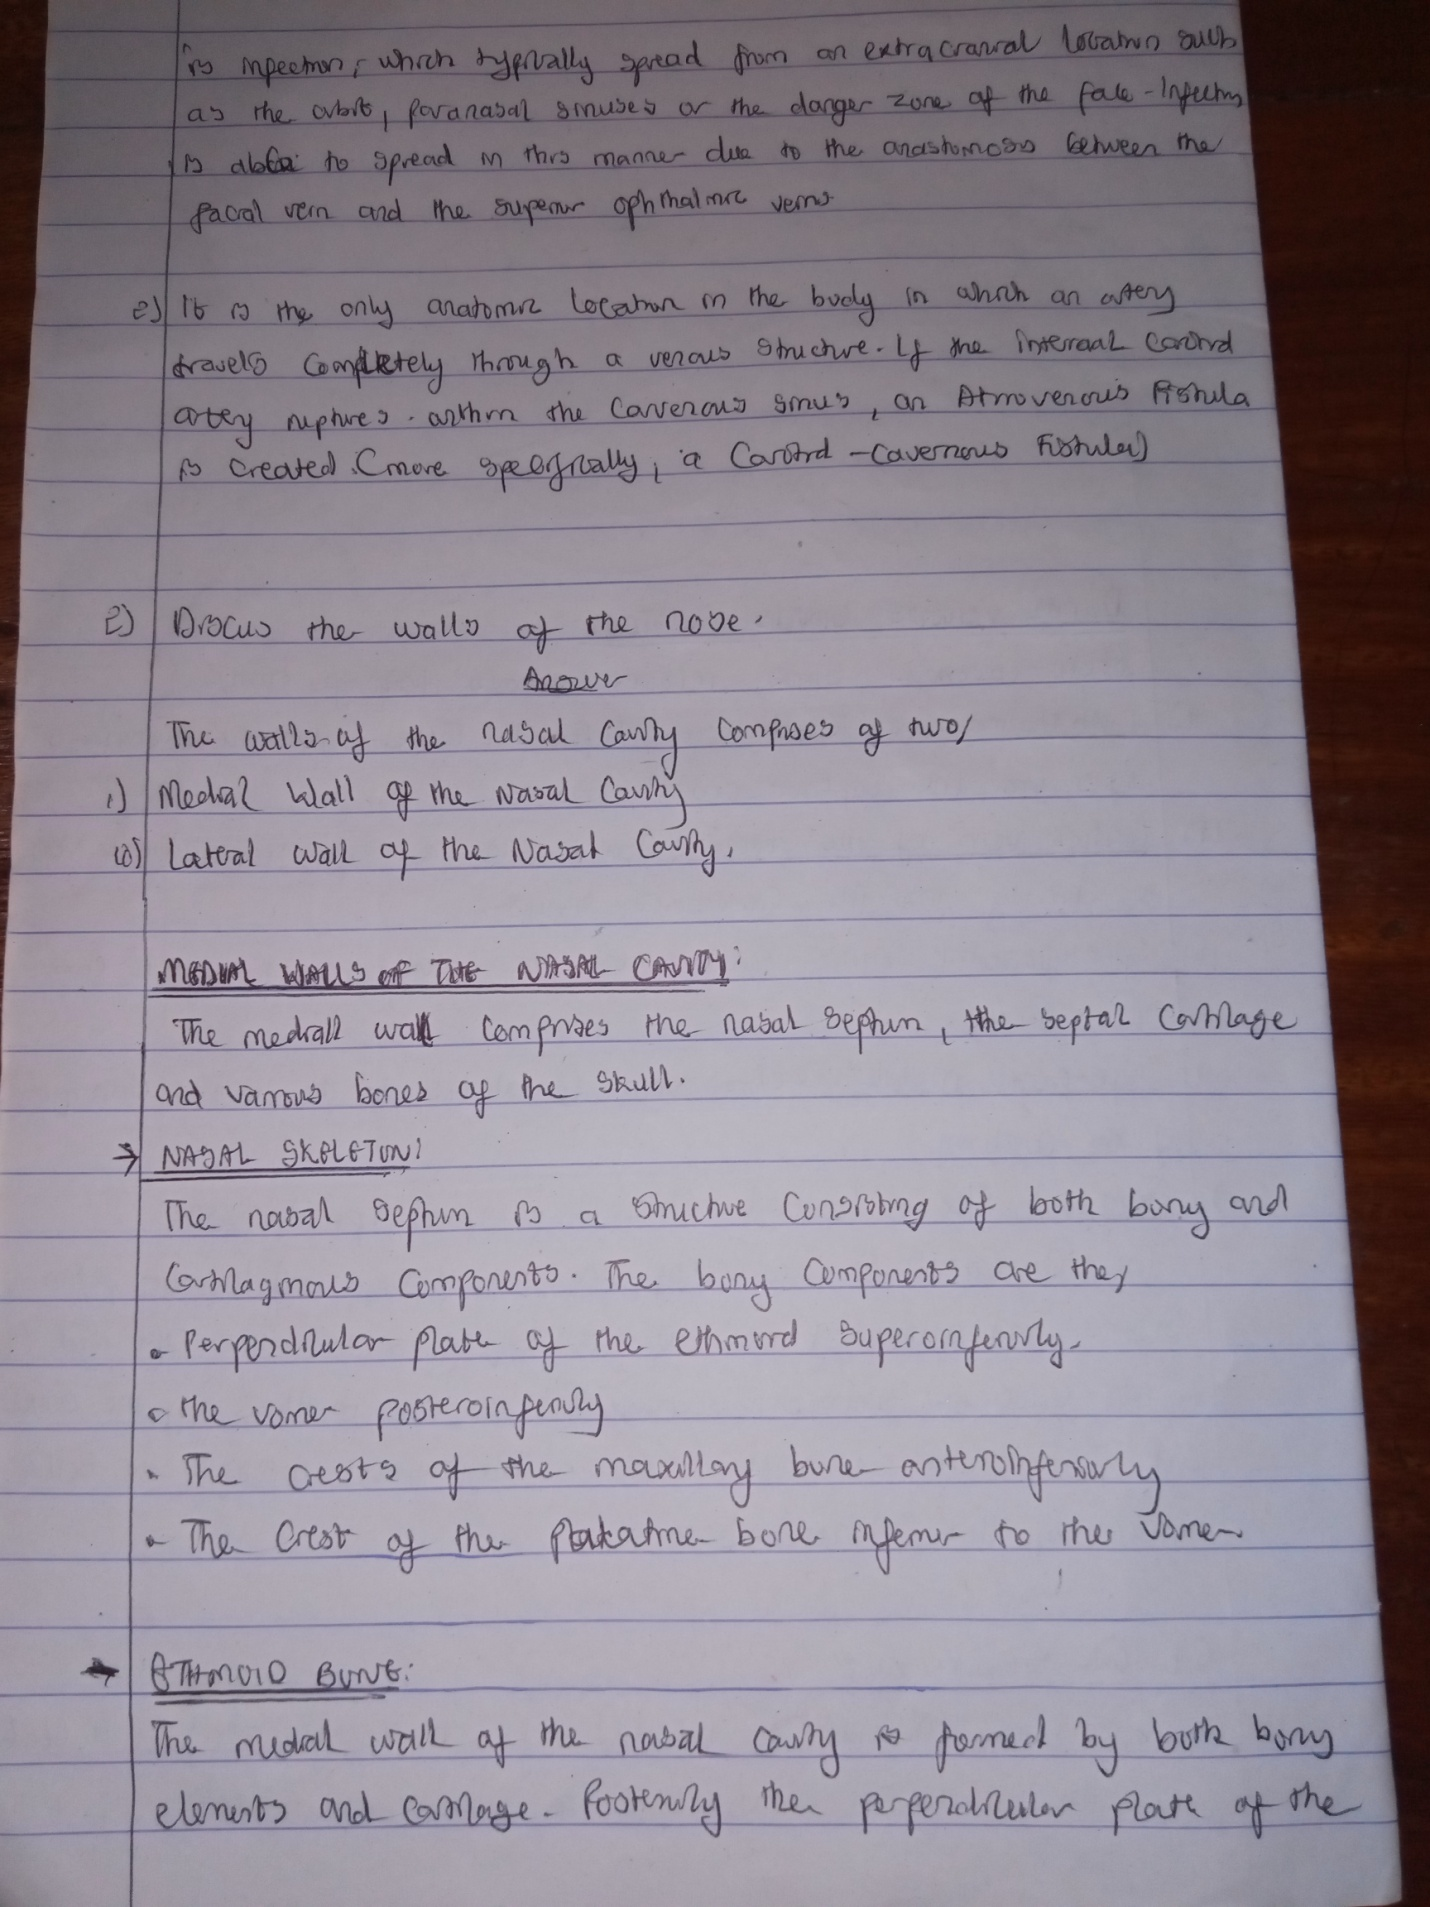 is infection, which typically spread from an extracranial location such
as the orbit, paranasal sinuses or the danger zone of the face - Infection
is able to spread in this manner due to the anastomosis between the
facial vein and the superior ophthalmic veins.
2) It is the only anatomic location in the body in which an artery
travels completely through a venous structure. If the internal carotid
artery ruptures within the cavernous sinus, an Atriovenous Fistula
is created. (more specifically, a Carotid - Cavernous Fistula)
2) Discus the walls of the nose.
Answer
The walls of the nasal cavity comprises of two/
i) Medial Wall of the Nasal Cavity
ii) Lateral wall of the Nasal Cavity.
MEDIAL WALLS OF THE NASAL CAVITY:
The mediall wall comprises the nasal septum, the septal cartilage
and various bones of the skull.
→ NASAL SKELETON:
The nasal septum is a structure consisting of both bony and
cartilaginous components. The bony components are the;
• Perpendicular plate of the ethmoid superoinferiorly.
• the vomer posteroinferiorly
• The crests of the maxillary bone anteroinferiorly
• The crest of the palatine bone inferior to the vomer.
→ ETHMOID BONE:
The medial wall of the nasal cavity is formed by both bony
elements and cartilage. Posteriorly the perpendicular plate of the